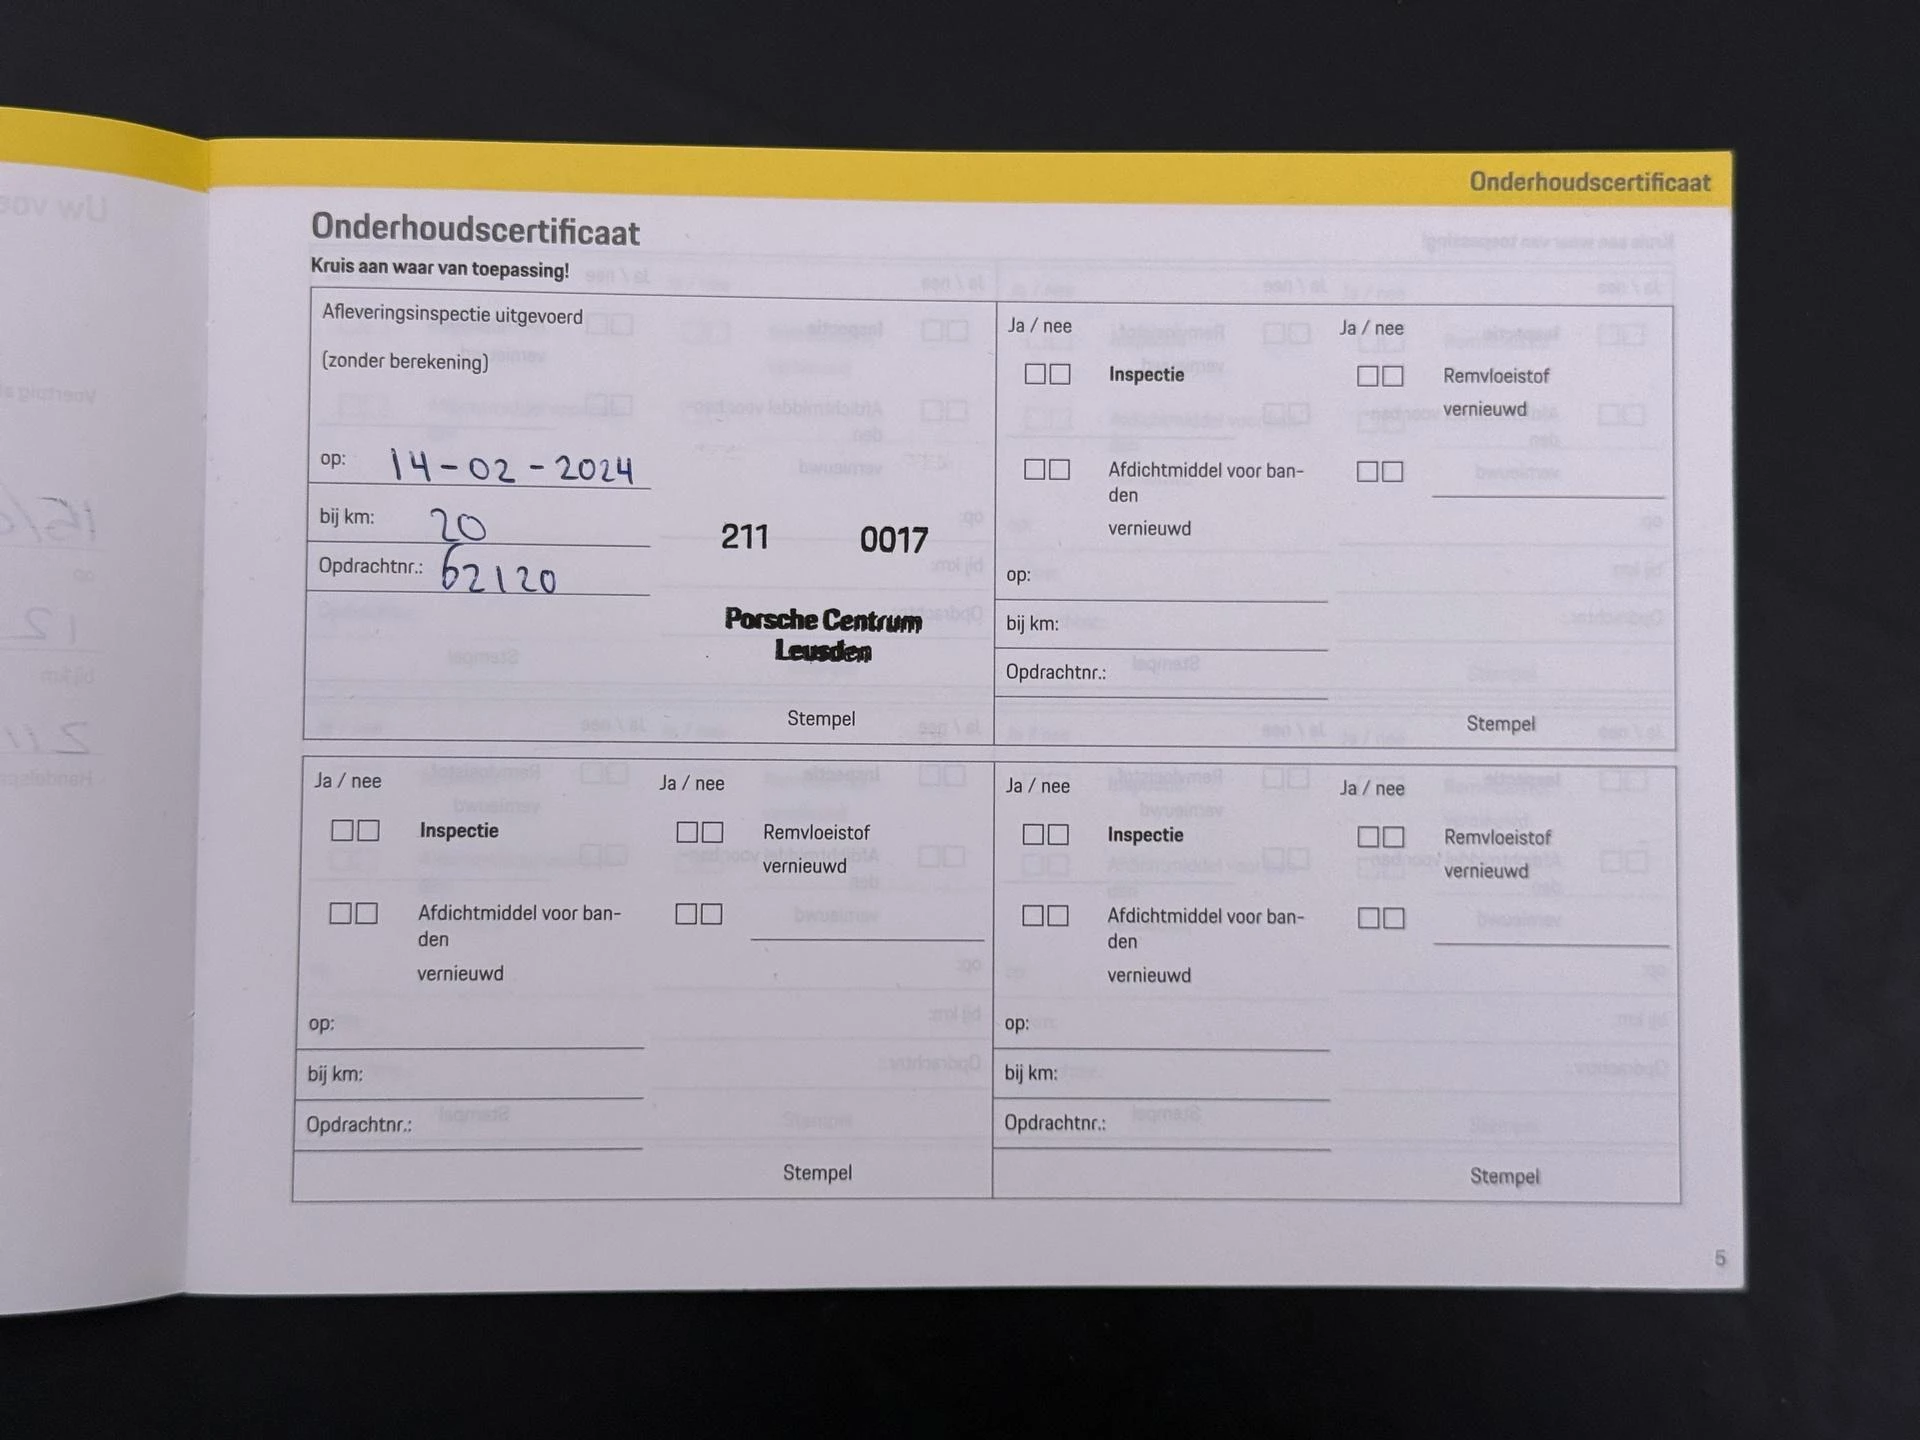 Onderhoudscertificaat
Onderhoudscertificaat
Kruis aan waar van toepassing!
Afleveringsinspectie uitgevoerd
(zonder berekening)
op: 14-02-2024
bij km: 20
Opdrachtnr.: 62120
211 0017
Porsche Centrum
Leusden
Stempel
Ja / nee Ja / nee
Inspectie Remvloeistof
vernieuwd
Afdichtmiddel voor ban-
den
vernieuwd
op:
bij km:
Opdrachtnr.:
Stempel
Ja / nee Ja / nee
Inspectie Remvloeistof
vernieuwd
Afdichtmiddel voor ban-
den
vernieuwd
op:
bij km:
Opdrachtnr.:
Stempel
Ja / nee Ja / nee
Inspectie Remvloeistof
vernieuwd
Afdichtmiddel voor ban-
den
vernieuwd
op:
bij km:
Opdrachtnr.:
Stempel
5